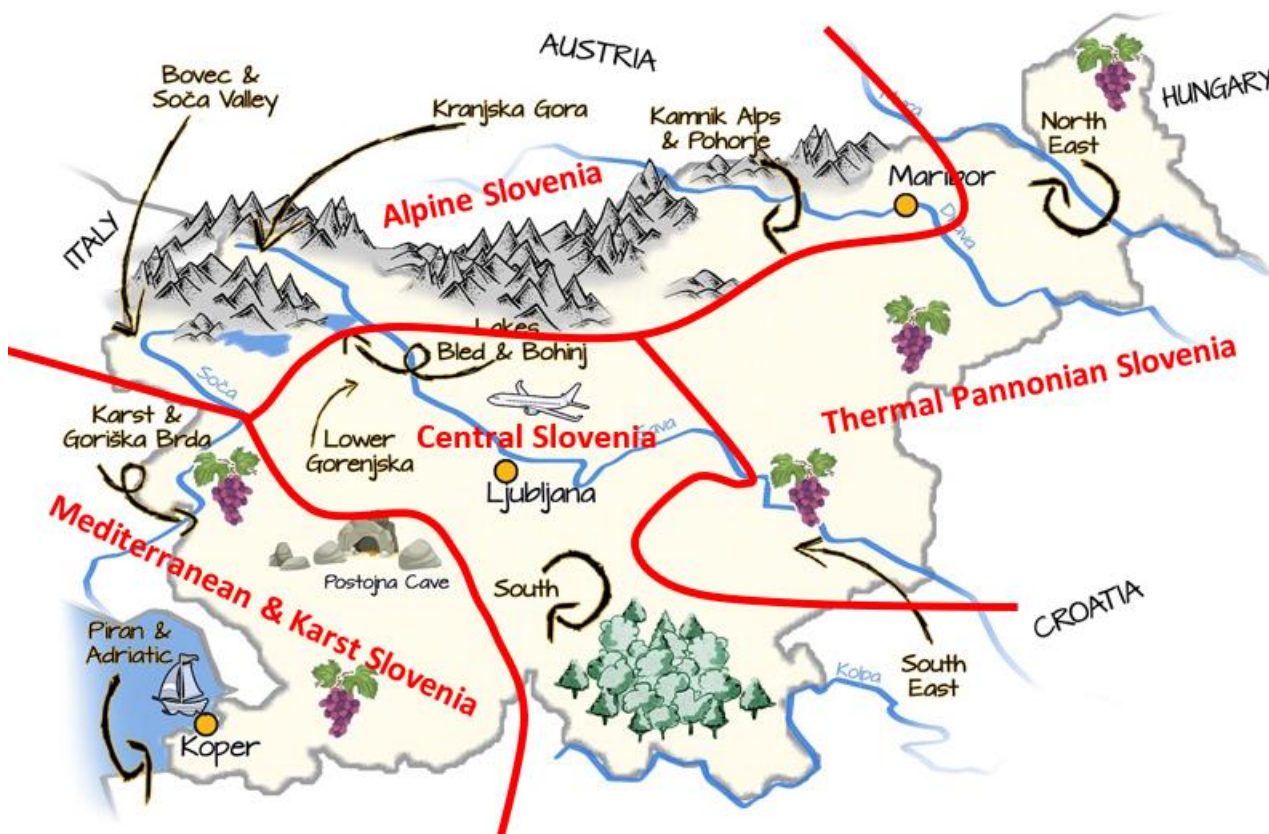 AUSTRIA
HUNGARY
Bovec &
Soča Valley
Kranjska Gora
Kamnik Alps
& Pohorje
Mura
North
East
Alpine Slovenia
Maribor
Drava
ITALY
Lakes
Bled & Bohinj
Soča
Thermal Pannonian Slovenia
Karst &
Goriška Brda
Lower
Gorenjska
Central Slovenia
Sava
Ljubljana
Mediterranean & Karst Slovenia
Postojna Cave
South
CROATIA
Piran &
Adriatic
South
East
Kolpa
Koper